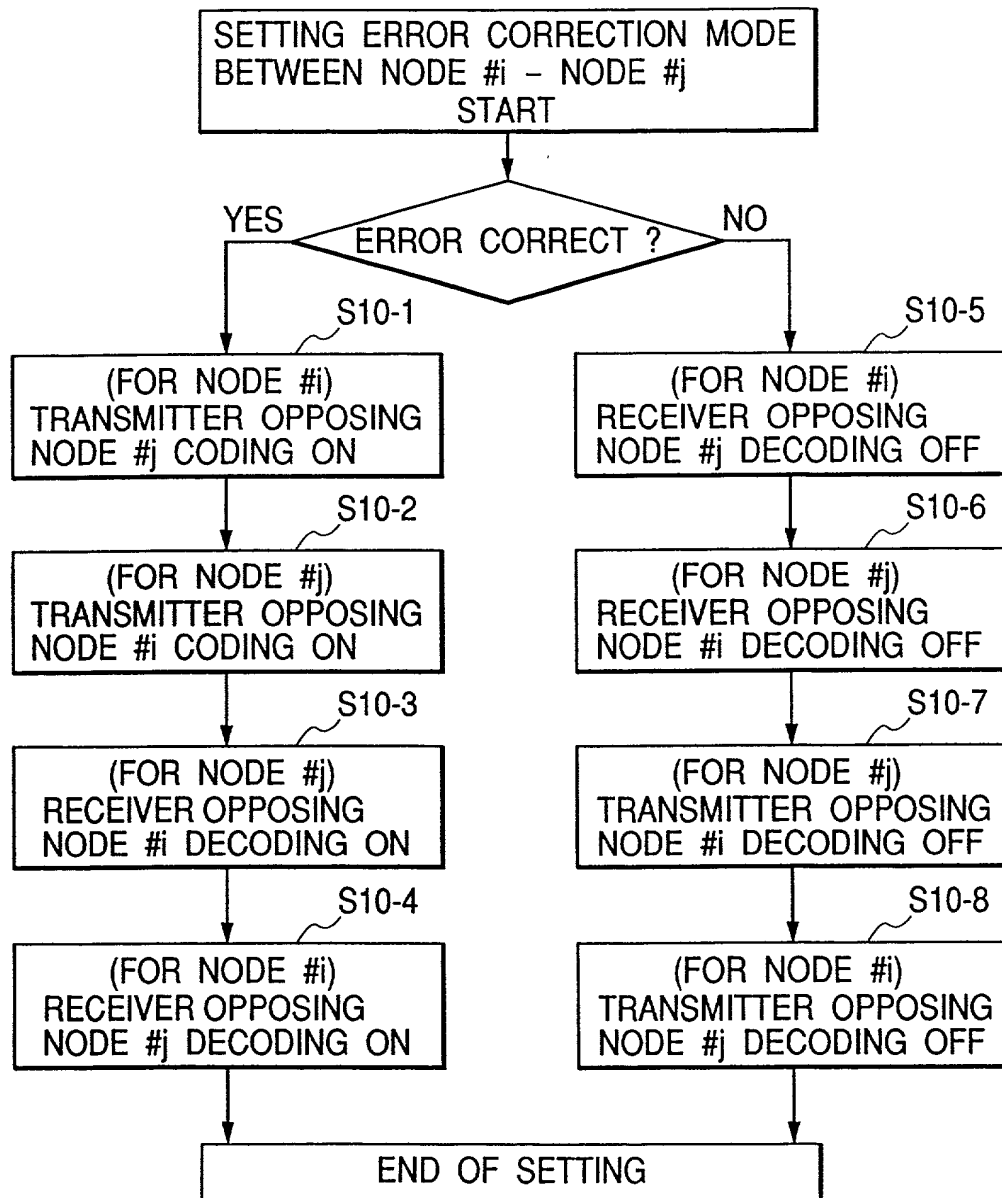 SETTING ERROR CORRECTION MODE
BETWEEN NODE #i – NODE #j
START
ERROR CORRECT ?
YES
NO
S10-1
(FOR NODE #i)
TRANSMITTER OPPOSING
NODE #j CODING ON
S10-2
(FOR NODE #j)
TRANSMITTER OPPOSING
NODE #i CODING ON
S10-3
(FOR NODE #j)
RECEIVER OPPOSING
NODE #i DECODING ON
S10-4
(FOR NODE #i)
RECEIVER OPPOSING
NODE #j DECODING ON
S10-5
(FOR NODE #i)
RECEIVER OPPOSING
NODE #j DECODING OFF
S10-6
(FOR NODE #j)
RECEIVER OPPOSING
NODE #i DECODING OFF
S10-7
(FOR NODE #j)
TRANSMITTER OPPOSING
NODE #i DECODING OFF
S10-8
(FOR NODE #i)
TRANSMITTER OPPOSING
NODE #j DECODING OFF
END OF SETTING